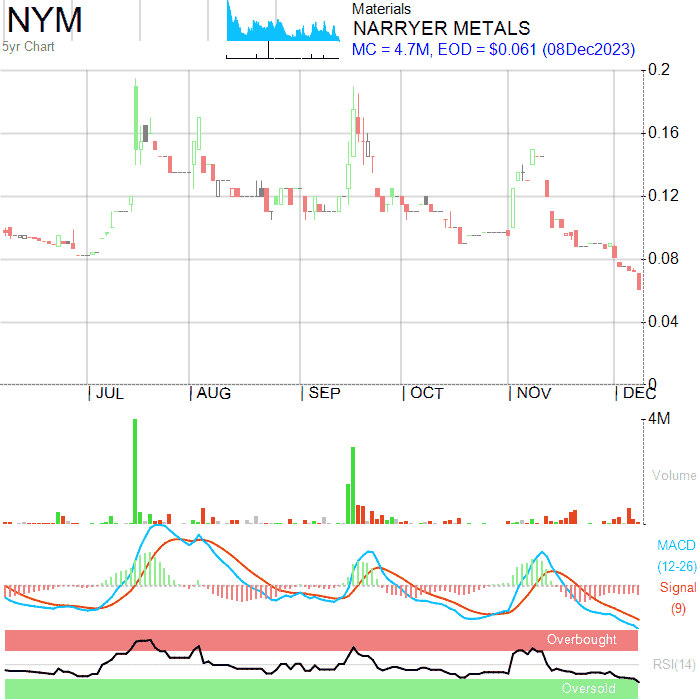 NYM
5yr Chart
Materials
NARRYER METALS
MC = 4.7M, EOD = $0.061 (08Dec2023)
0.2
0.16
0.12
0.08
0.04
0
JUL AUG SEP OCT NOV DEC
4M
Volume
MACD
(12-26)
Signal
(9)
Overbought
RSI(14)
Oversold